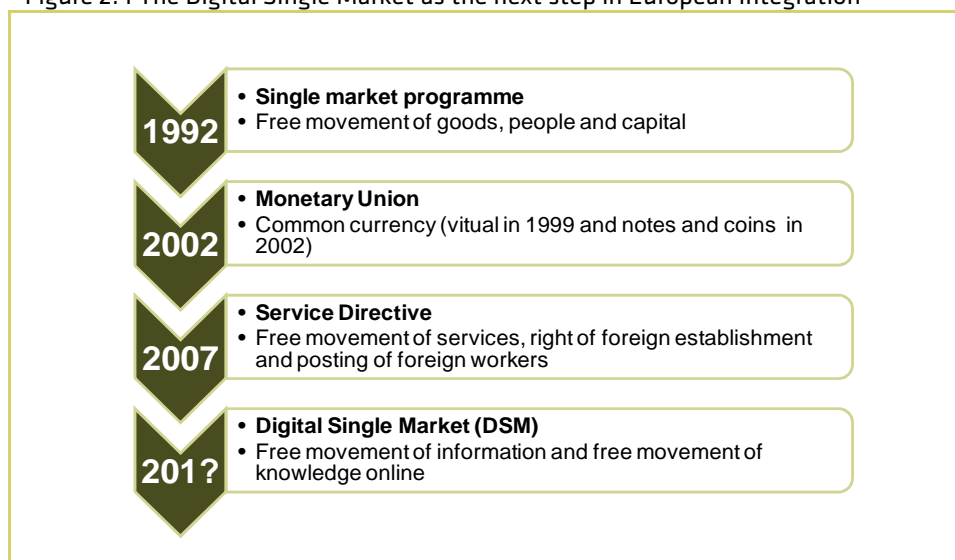 Figure 2.1 The Digital Single Market as the next step in European integration
1992
• Single market programme
• Free movement of goods, people and capital
2002
• Monetary Union
• Common currency (vitual in 1999 and notes and coins in
2002)
2007
• Service Directive
• Free movement of services, right of foreign establishment
and posting of foreign workers
201?
• Digital Single Market (DSM)
• Free movement of information and free movement of
knowledge online